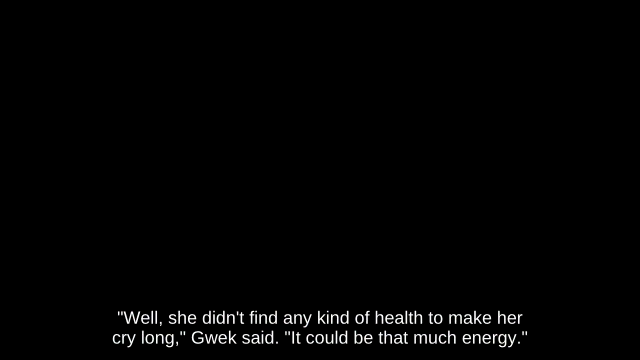 "Well, she didn't find any kind of health to make her
cry long," Gwek said. "It could be that much energy."